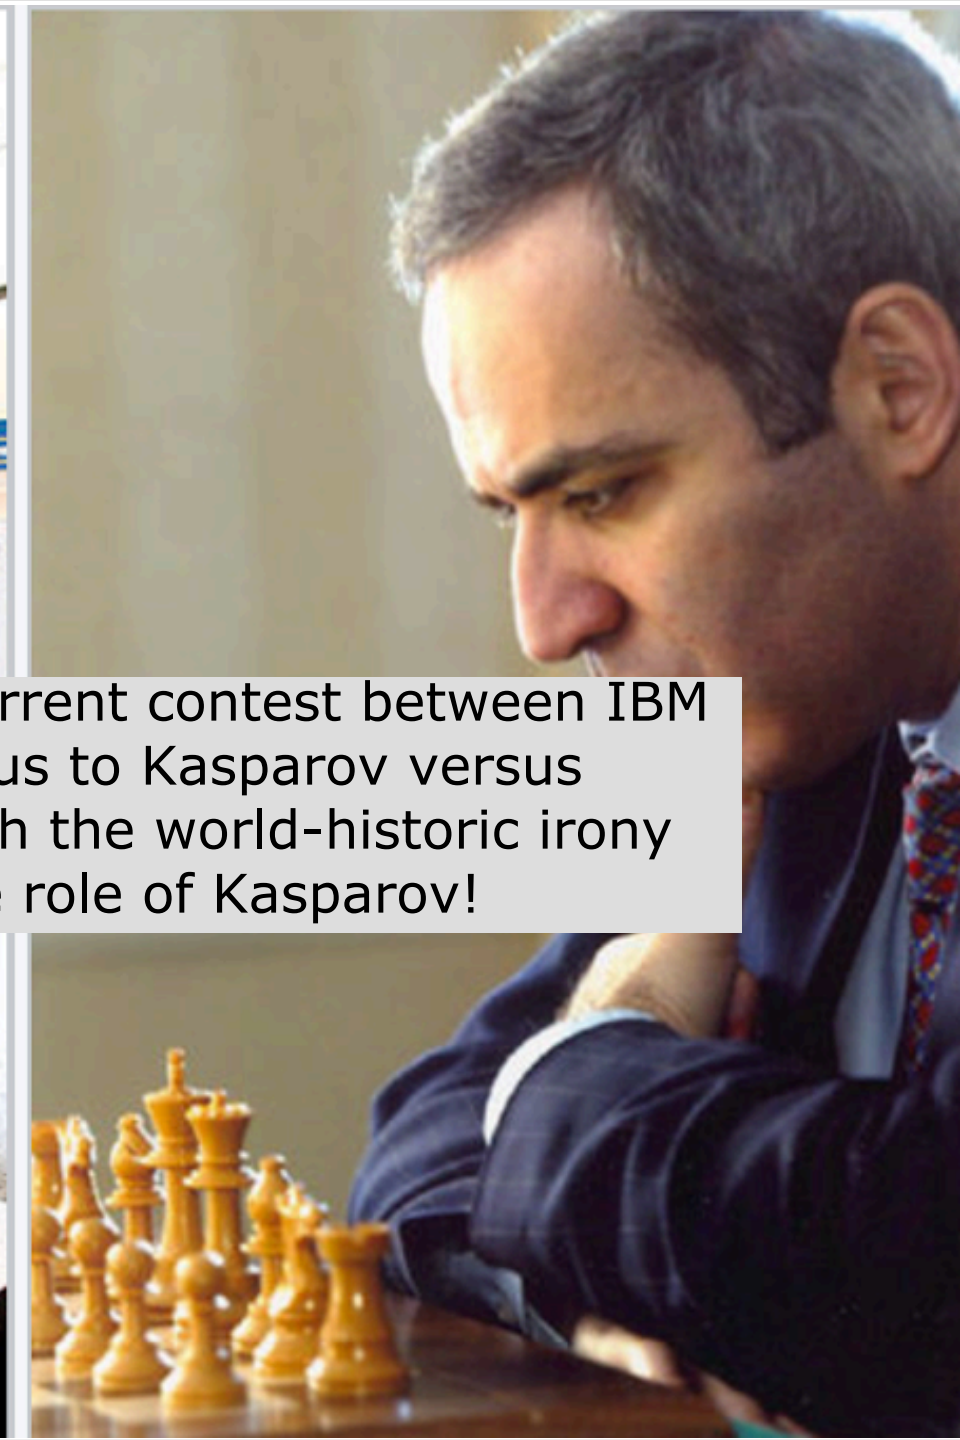 rrent contest between IBM
us to Kasparov versus
h the world-historic irony
role of Kasparov!